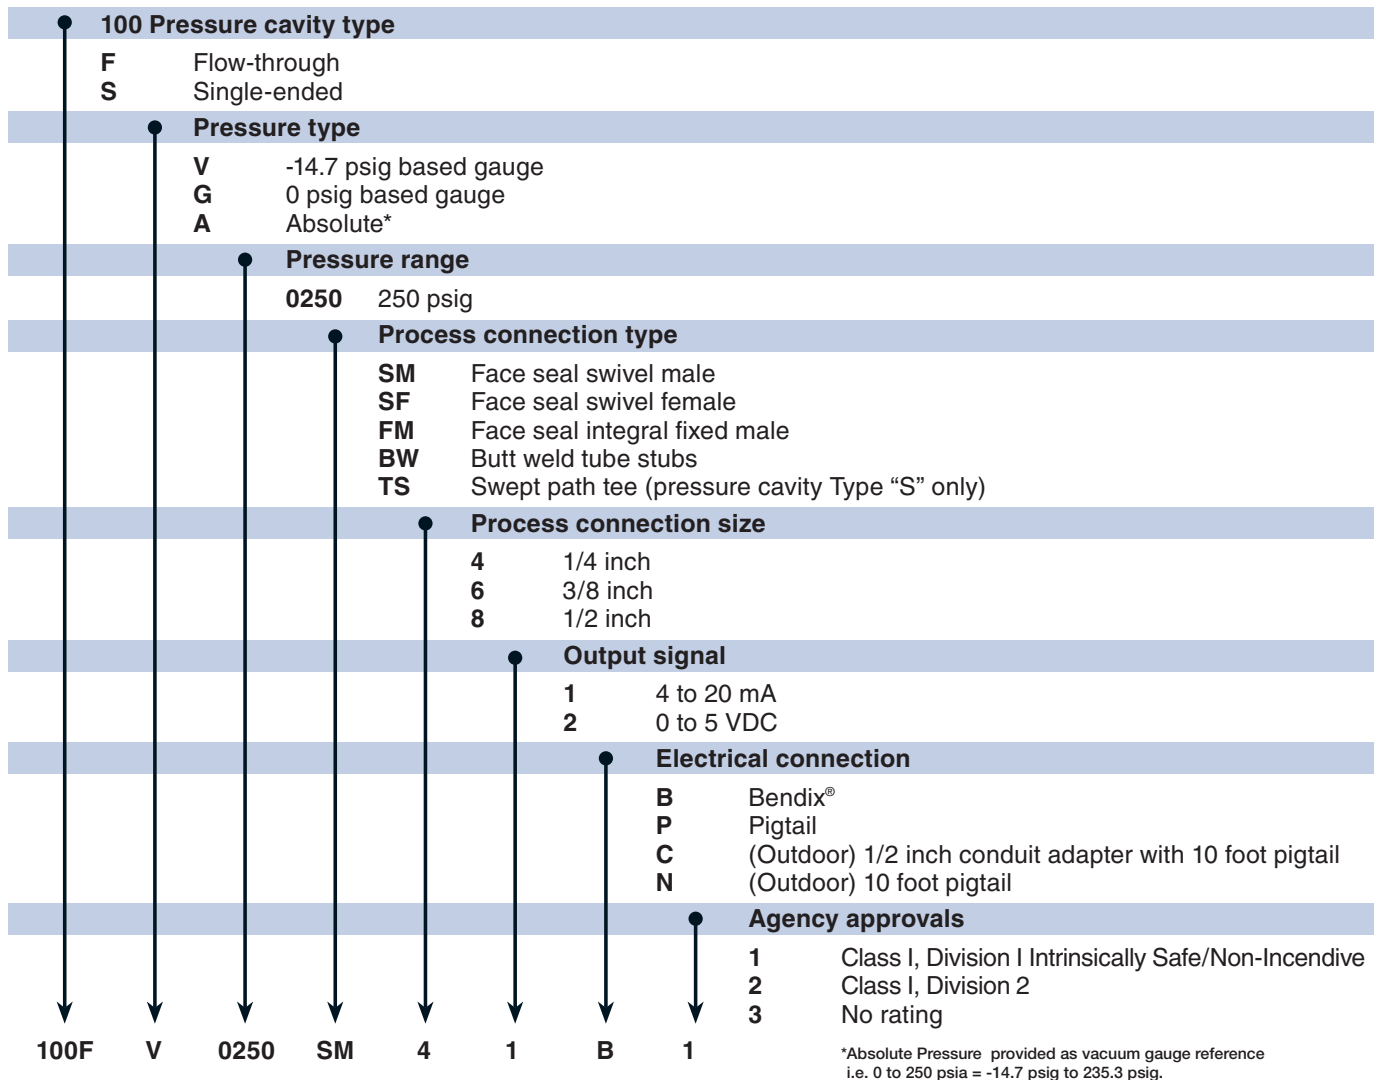 100 Pressure cavity type
F Flow-through
S Single-ended
Pressure type
V -14.7 psig based gauge
G 0 psig based gauge
A Absolute*
Pressure range
0250 250 psig
Process connection type
SM Face seal swivel male
SF Face seal swivel female
FM Face seal integral fixed male
BW Butt weld tube stubs
TS Swept path tee (pressure cavity Type “S” only)
Process connection size
4 1/4 inch
6 3/8 inch
8 1/2 inch
Output signal
1 4 to 20 mA
2 0 to 5 VDC
Electrical connection
B Bendix®
P Pigtail
C (Outdoor) 1/2 inch conduit adapter with 10 foot pigtail
N (Outdoor) 10 foot pigtail
Agency approvals
1 Class I, Division I Intrinsically Safe/Non-Incendive
2 Class I, Division 2
3 No rating
100F V 0250 SM 4 1 B 1
*Absolute Pressure provided as vacuum gauge reference
i.e. 0 to 250 psia = -14.7 psig to 235.3 psig.